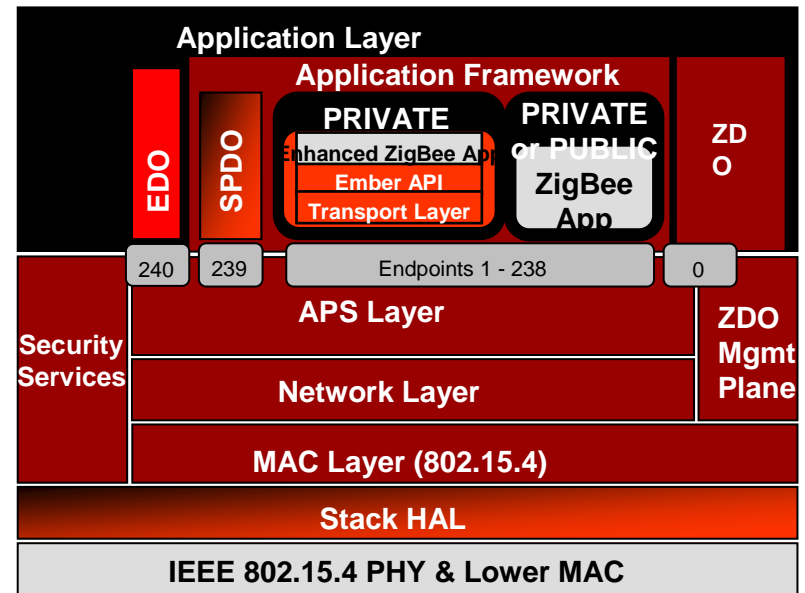 Application Layer
Application Framework
EDO
SPDO
PRIVATE
Enhanced ZigBee App
Ember API
Transport Layer
PRIVATE
or PUBLIC
ZigBee
App
ZD
O
240
239
Endpoints 1 - 238
0
Security
Services
APS Layer
Network Layer
MAC Layer (802.15.4)
ZDO
Mgmt
Plane
Stack HAL
IEEE 802.15.4 PHY & Lower MAC